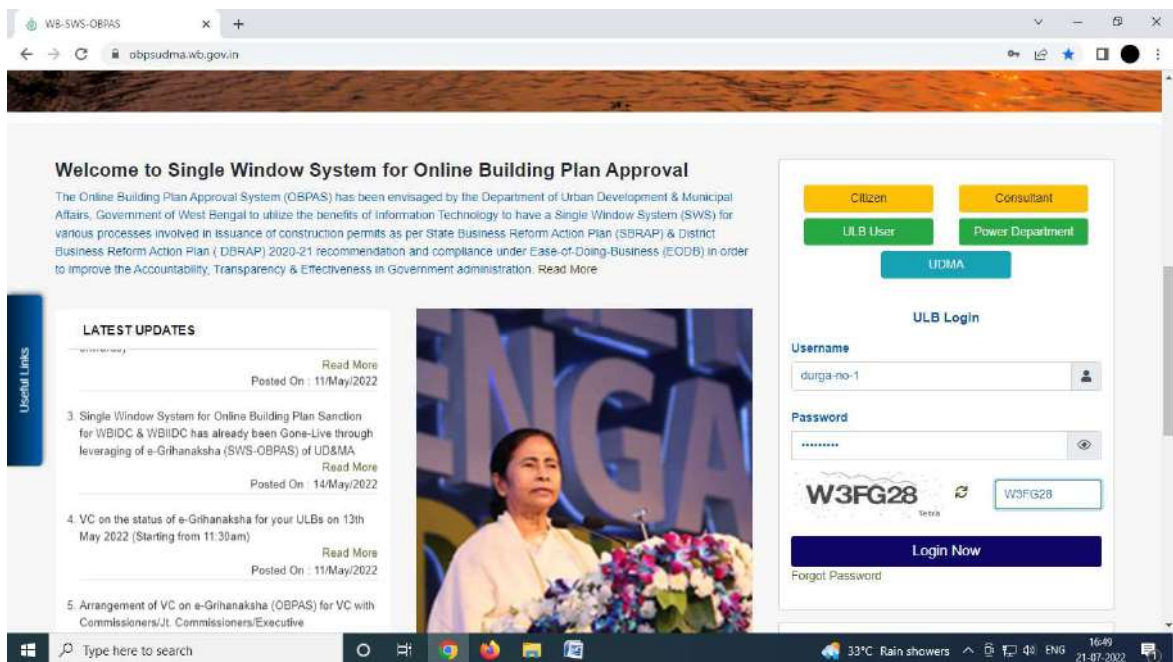 WB-SWS-OBPAS
obpsudma.wb.gov.in
Welcome to Single Window System for Online Building Plan Approval
The Online Building Plan Approval System (OBPAS) has been envisaged by the Department of Urban Development & Municipal
Affairs, Government of West Bengal to utilize the benefits of Information Technology to have a Single Window System (SWS) for
various processes involved in issuance of construction permits as per State Business Reform Action Plan (SBRAP) & District
Business Reform Action Plan ( DBRAP) 2020-21 recommendation and compliance under Ease-of-Doing-Business (EODB) in order
to improve the Accountability, Transparency & Effectiveness in Government administration. Read More
Useful Links
LATEST UPDATES
Read More
Posted On : 11/May/2022
3. Single Window System for Online Building Plan Sanction
for WBIDC & WBIIDC has already been Gone-Live through
leveraging of e-Grihanaksha (SWS-OBPAS) of UD&MA
Read More
Posted On : 14/May/2022
4. VC on the status of e-Grihanaksha for your ULBs on 13th
May 2022 (Starting from 11:30am)
Read More
Posted On : 11/May/2022
5. Arrangement of VC on e-Grihanaksha (OBPAS) for VC with
Commissioners/Jt. Commissioners/Executive
ENGA
Citizen
Consultant
ULB User
Power Department
UDMA
ULB Login
Username
durga-no-1
Password
W3FG28
Tetra
W3FG28
Login Now
Forgot Password
Type here to search
33°C Rain showers
ENG
16:49
21-07-2022